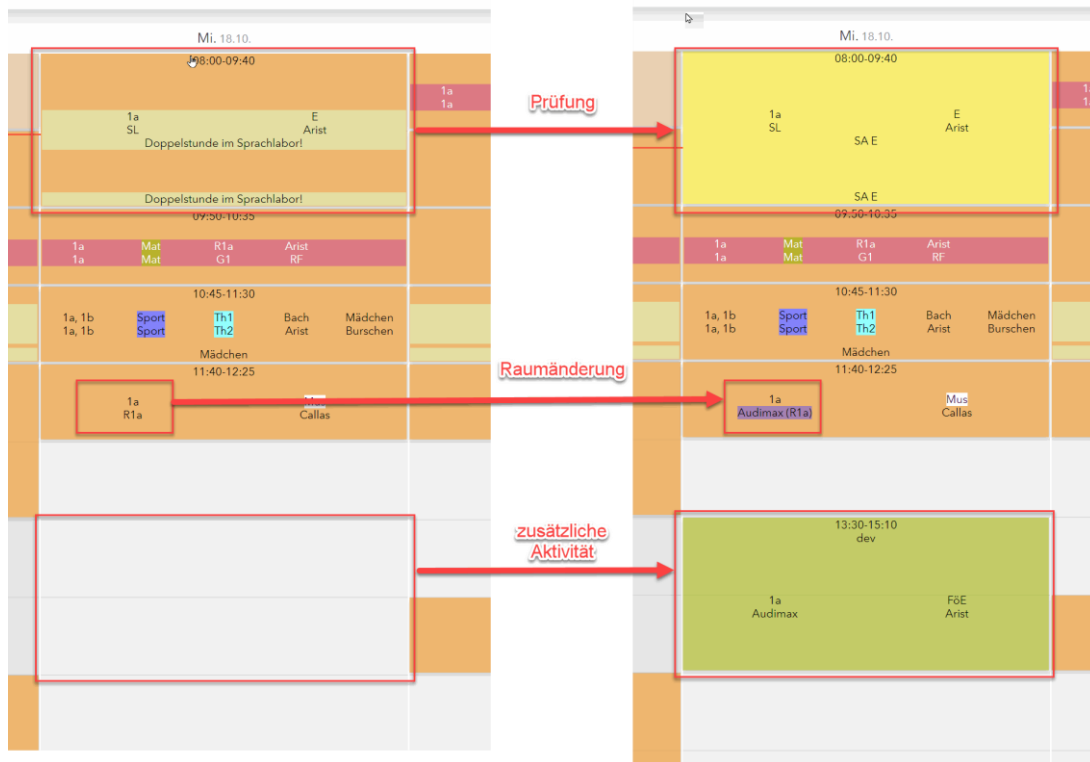 Mi. 18.10.
08:00-09:40
1a E
SL Arist
Doppelstunde im Sprachlabor!
Doppelstunde im Sprachlabor!
09:50-10:35
1a Mat R1a Arist
1a Mat G1 RF
10:45-11:30
1a, 1b Sport Th1 Bach Mädchen
1a, 1b Sport Th2 Arist Burschen
Mädchen
11:40-12:25
1a Mus
R1a Callas
1a
1a
Prüfung
Raumänderung
zusätzliche
Aktivität
Mi. 18.10.
08:00-09:40
1a E
SL Arist
SA E
SA E
09:50-10:35
1a Mat R1a Arist
1a Mat G1 RF
10:45-11:30
1a, 1b Sport Th1 Bach Mädchen
1a, 1b Sport Th2 Arist Burschen
Mädchen
11:40-12:25
1a Mus
Audimax (R1a) Callas
13:30-15:10
dev
1a FöE
Audimax Arist